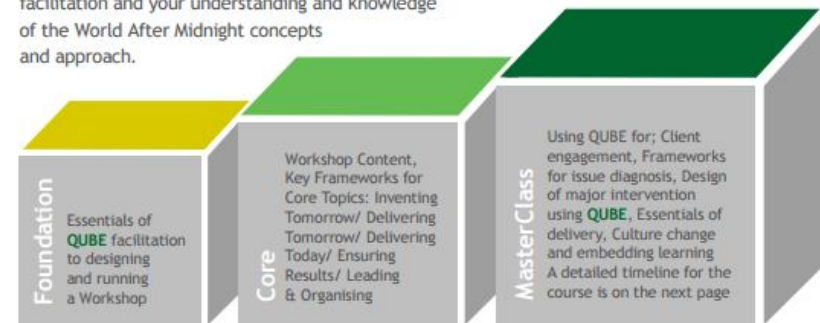 facilitation and your understanding and knowledge
of the World After Midnight concepts
and approach.
Foundation
Essentials of
QUBE facilitation
to designing
and running
a Workshop
Core
Workshop Content,
Key Frameworks for
Core Topics: Inventing
Tomorrow/ Delivering
Tomorrow/ Delivering
Today/ Ensuring
Results/ Leading
& Organising
MasterClass
Using QUBE for; Client
engagement, Frameworks
for issue diagnosis, Design
of major intervention
using QUBE, Essentials of
delivery, Culture change
and embedding learning
A detailed timeline for the
course is on the next page